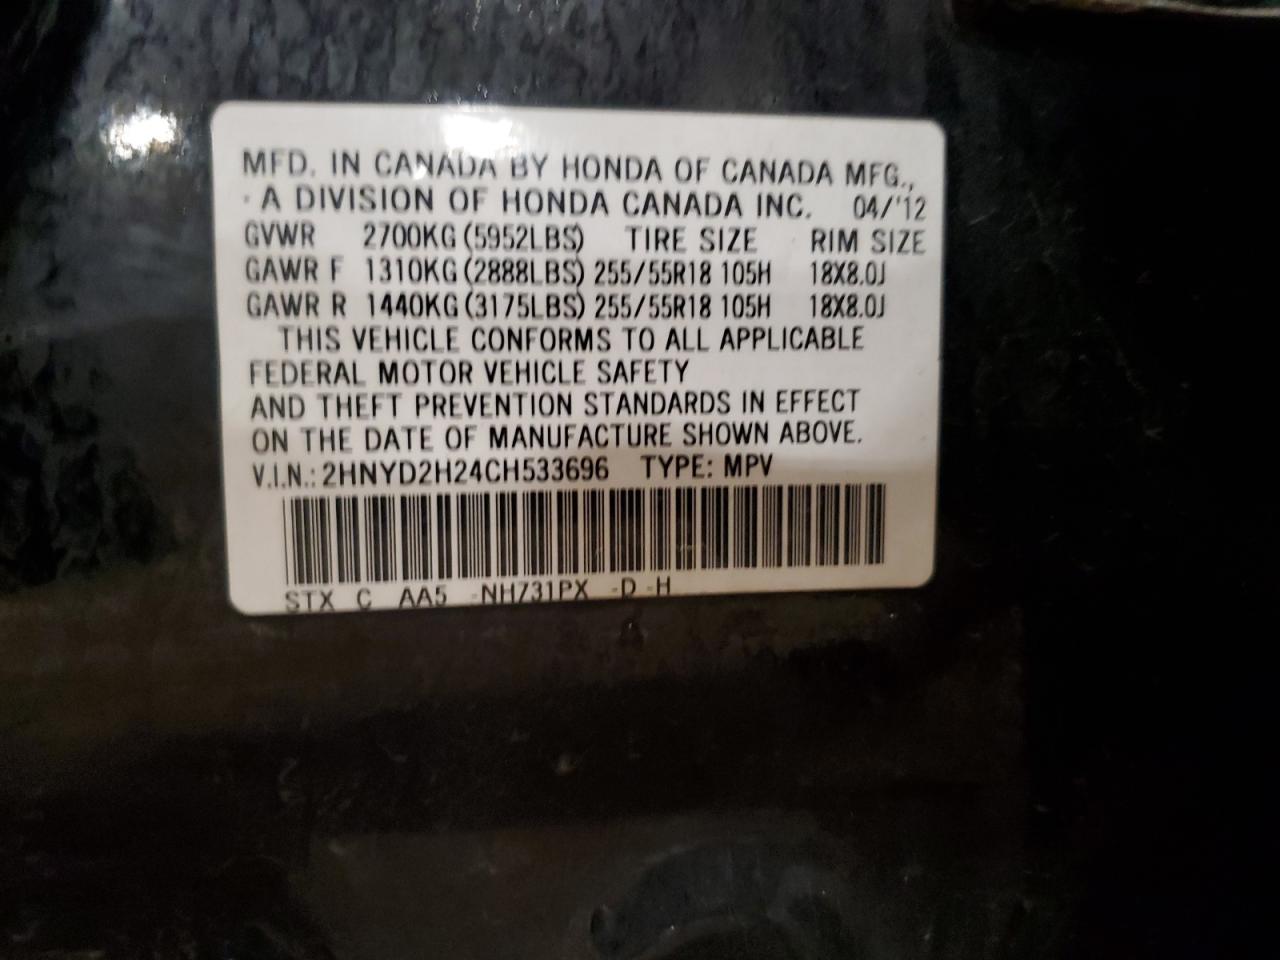 MFD. IN CANADA BY HONDA OF CANADA MFG.,
A DIVISION OF HONDA CANADA INC. 04/'12
GVWR 2700KG (5952LBS) TIRE SIZE RIM SIZE
GAWR F 1310KG (2888LBS) 255/55R18 105H 18X8.0J
GAWR R 1440KG (3175LBS) 255/55R18 105H 18X8.0J
THIS VEHICLE CONFORMS TO ALL APPLICABLE
FEDERAL MOTOR VEHICLE SAFETY
AND THEFT PREVENTION STANDARDS IN EFFECT
ON THE DATE OF MANUFACTURE SHOWN ABOVE.
V.I.N.: 2HNYD2H24CH533696 TYPE: MPV
STX C AA5 -NH731PX -D -H